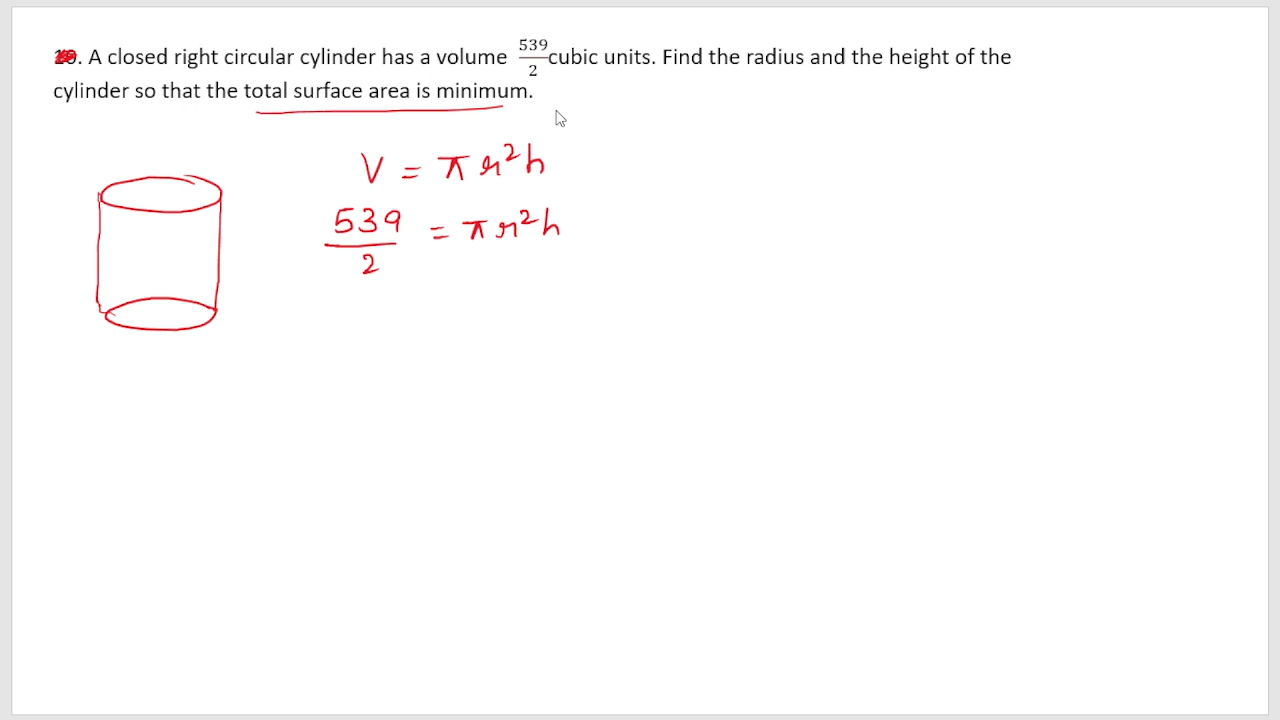 . A closed right circular cylinder has a volume 539/2 cubic units. Find the radius and the height of the
cylinder so that the total surface area is minimum.
V = πr²h
539/2 = πr²h